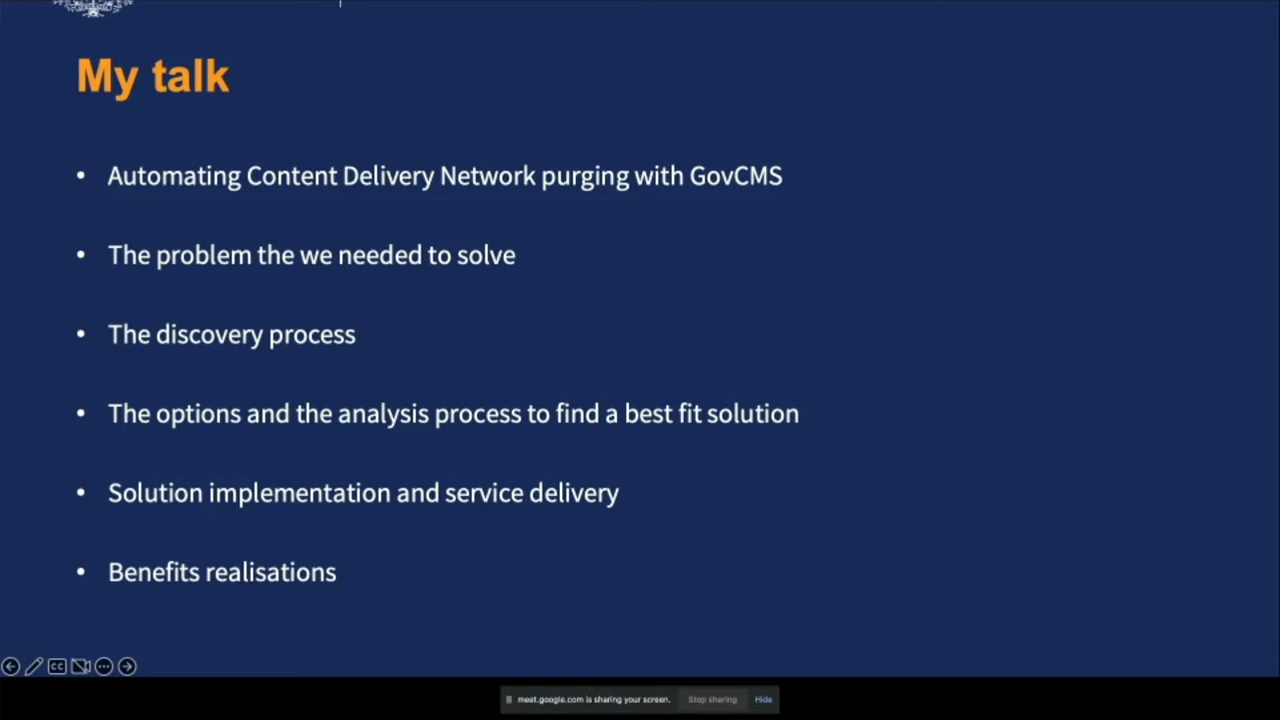 My talk
• Automating Content Delivery Network purging with GovCMS
• The problem the we needed to solve
• The discovery process
• The options and the analysis process to find a best fit solution
• Solution implementation and service delivery
• Benefits realisations
CC
meet.google.com is sharing your screen. Stop sharing Hide